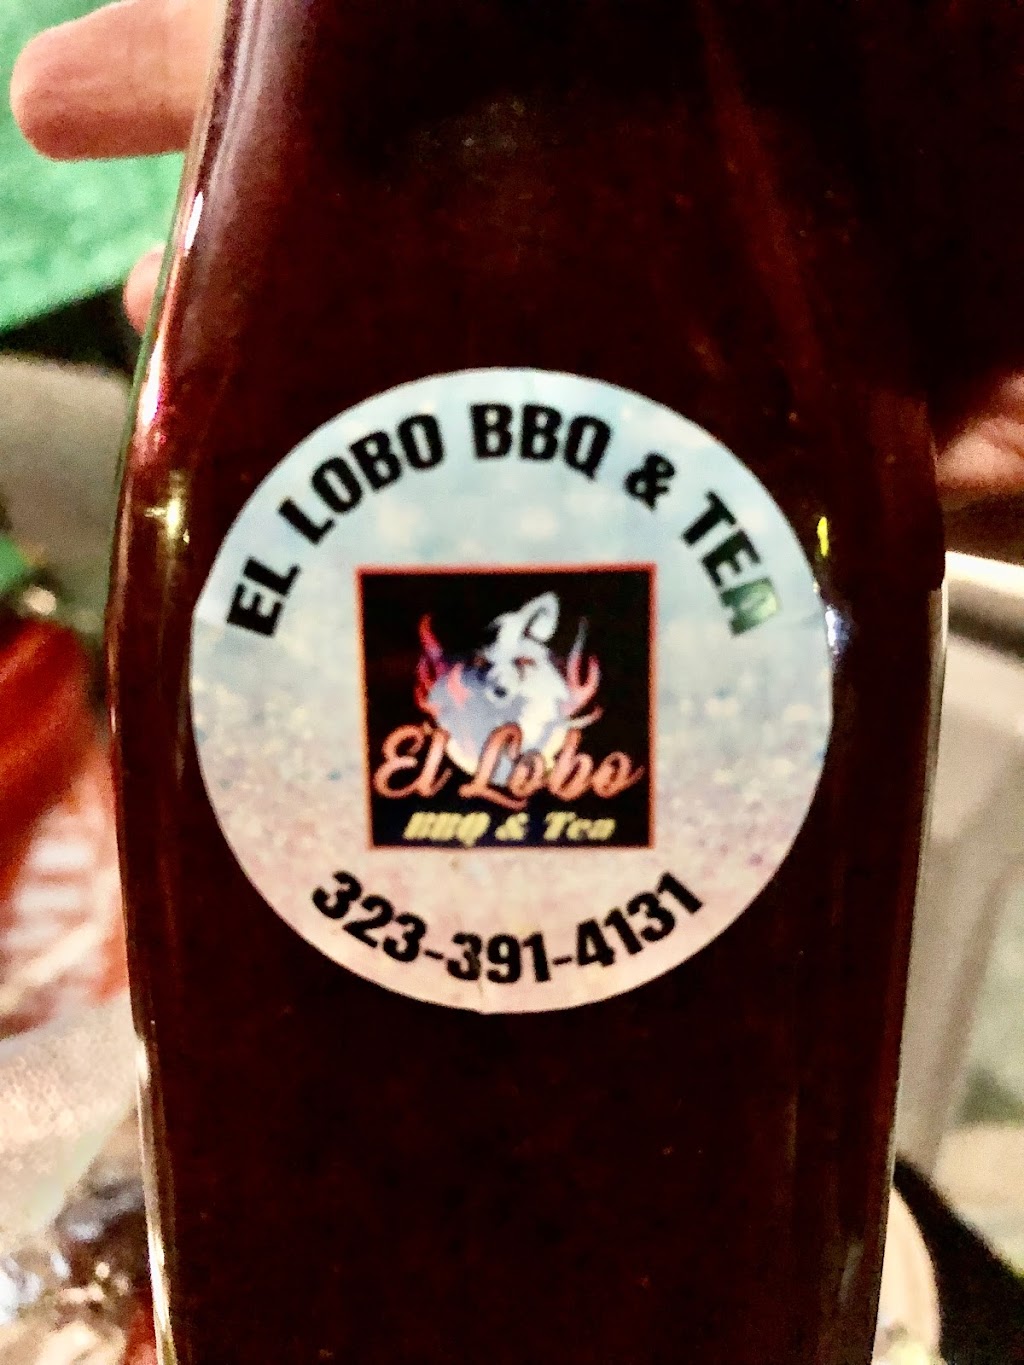 EL LOBO BBQ & TEA
El Lobo
BBQ & Tea
323-391-4131